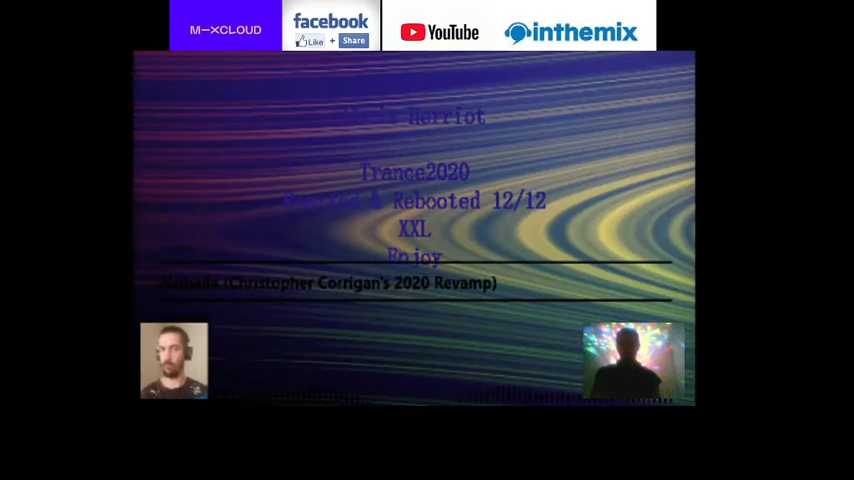 M–XCLOUD
facebook
Like + Share
YouTube
inthemix
Herriot
Trance2020
& Rebooted 12/12
XXL
Enjoy
(Christopher Corrigan's 2020 Revamp)